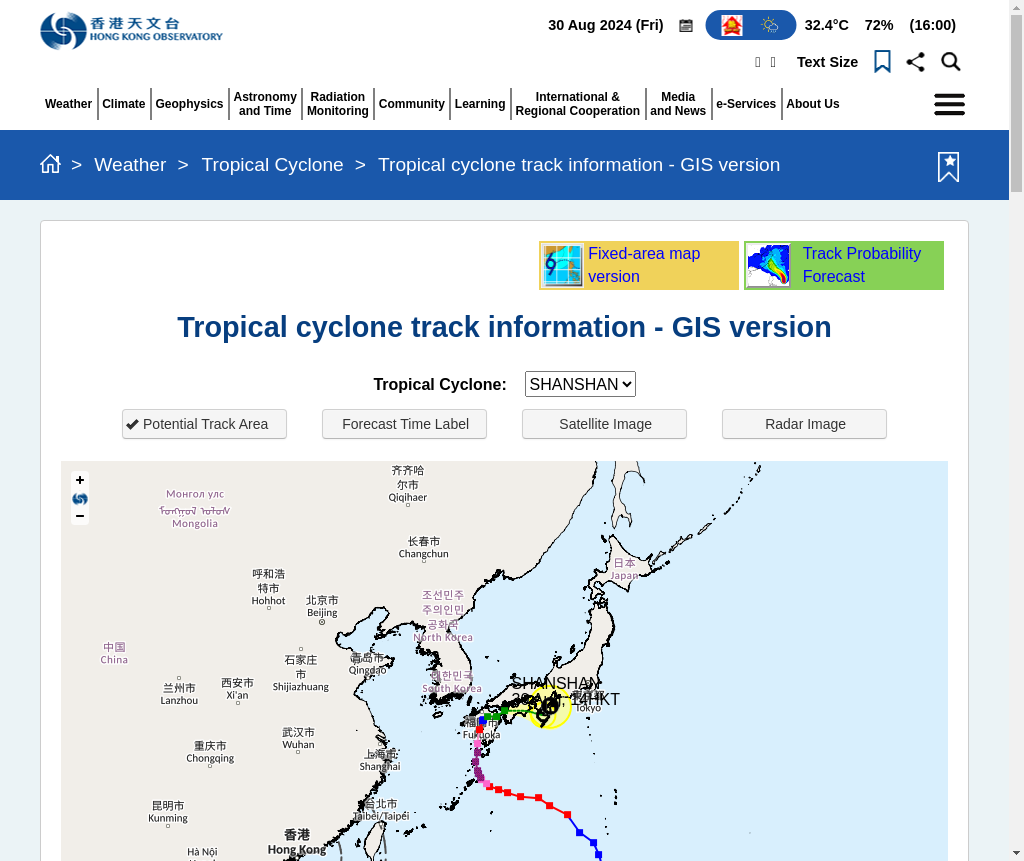 香港天文台
HONG KONG OBSERVATORY
30 Aug 2024 (Fri)
32.4°C
72%
(16:00)
Text Size
Weather
Climate
Geophysics
Astronomy
and Time
Radiation
Monitoring
Community
Learning
International &
Regional Cooperation
Media
and News
e-Services
About Us
> Weather > Tropical Cyclone > Tropical cyclone track information - GIS version
Fixed-area map
version
Track Probability
Forecast
Tropical cyclone track information - GIS version
Tropical Cyclone: SHANSHAN
Potential Track Area
Forecast Time Label
Satellite Image
Radar Image
+
−
齐齐哈
尔市
Qiqihaer
Монгол улс
Mongolia
长春市
Changchun
日本
Japan
呼和浩
特市
Hohhot
北京市
Beijing
조선민주
주의인민
공화국
North Korea
中国
China
石家庄
市
Shijiazhuang
青岛市
Qingdao
대한민국
South Korea
兰州市
Lanzhou
西安市
Xi'an
SHANSHAN
Tokyo
福岡市
Fukuoka
武汉市
Wuhan
重庆市
Chongqing
上海市
Shanghai
昆明市
Kunming
台北市
Taibei/Taipei
香港
Hong Kong
Hà Nội